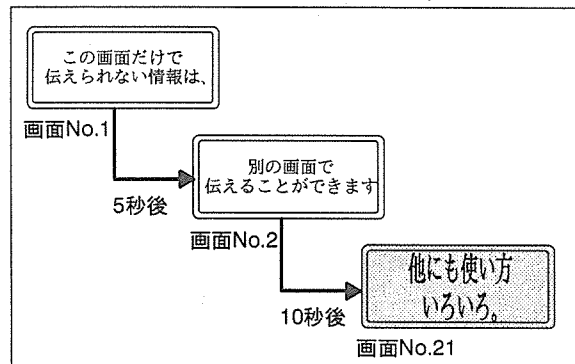 この画面だけで
伝えられない情報は、
画面No.1
5秒後
別の画面で
伝えることができます
画面No.2
10秒後
他にも使い方
いろいろ。
画面No.21